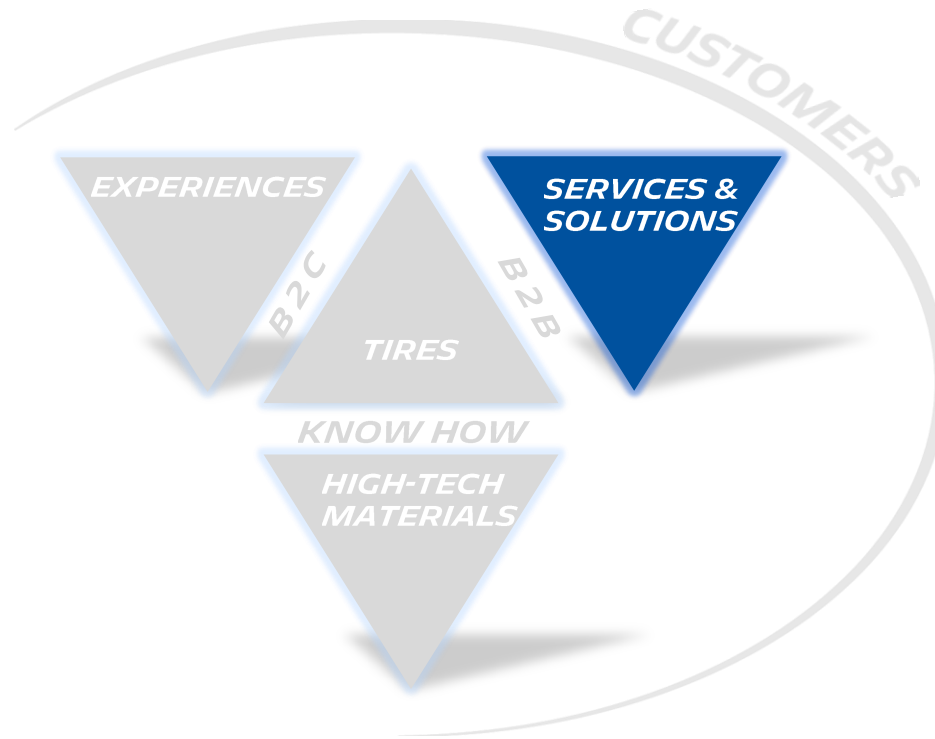 CUSTOMERS
EXPERIENCES
SERVICES &
SOLUTIONS
B2C
B2B
TIRES
KNOW HOW
HIGH-TECH
MATERIALS